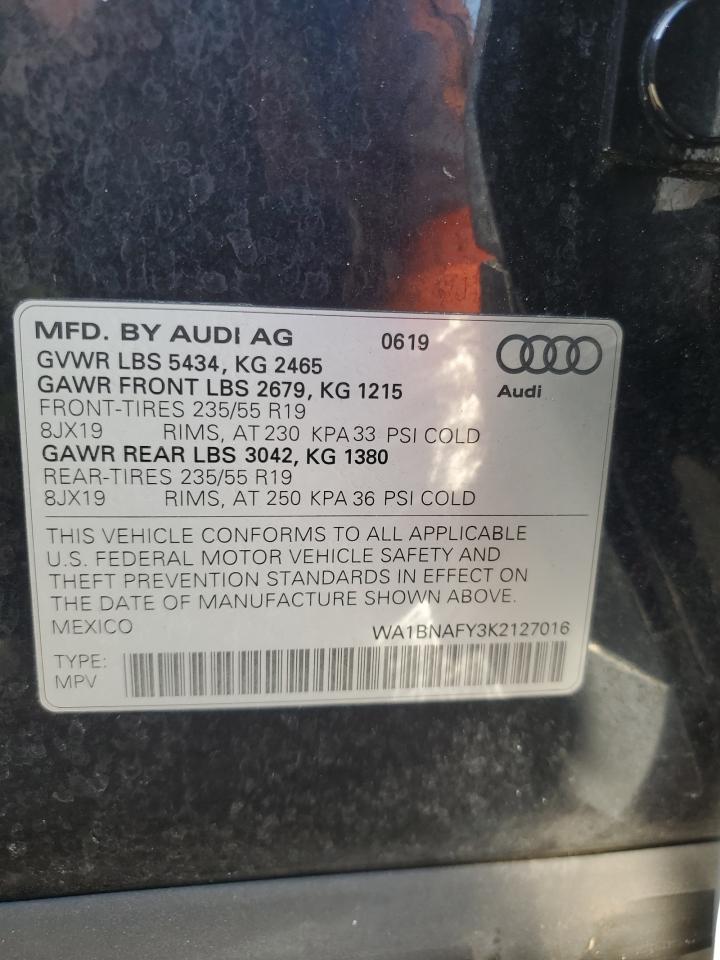 MFD. BY AUDI AG 0619
GVWR LBS 5434, KG 2465
GAWR FRONT LBS 2679, KG 1215
Audi
FRONT-TIRES 235/55 R19
8JX19 RIMS, AT 230 KPA 33 PSI COLD
GAWR REAR LBS 3042, KG 1380
REAR-TIRES 235/55 R19
8JX19 RIMS, AT 250 KPA 36 PSI COLD
THIS VEHICLE CONFORMS TO ALL APPLICABLE
U.S. FEDERAL MOTOR VEHICLE SAFETY AND
THEFT PREVENTION STANDARDS IN EFFECT ON
THE DATE OF MANUFACTURE SHOWN ABOVE.
MEXICO WA1BNAFY3K2127016
TYPE:
MPV